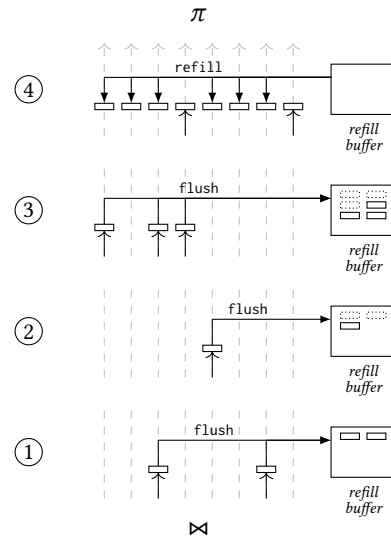 π
④
refill
refill
buffer
③
flush
refill
buffer
②
flush
refill
buffer
①
flush
refill
buffer
⋈